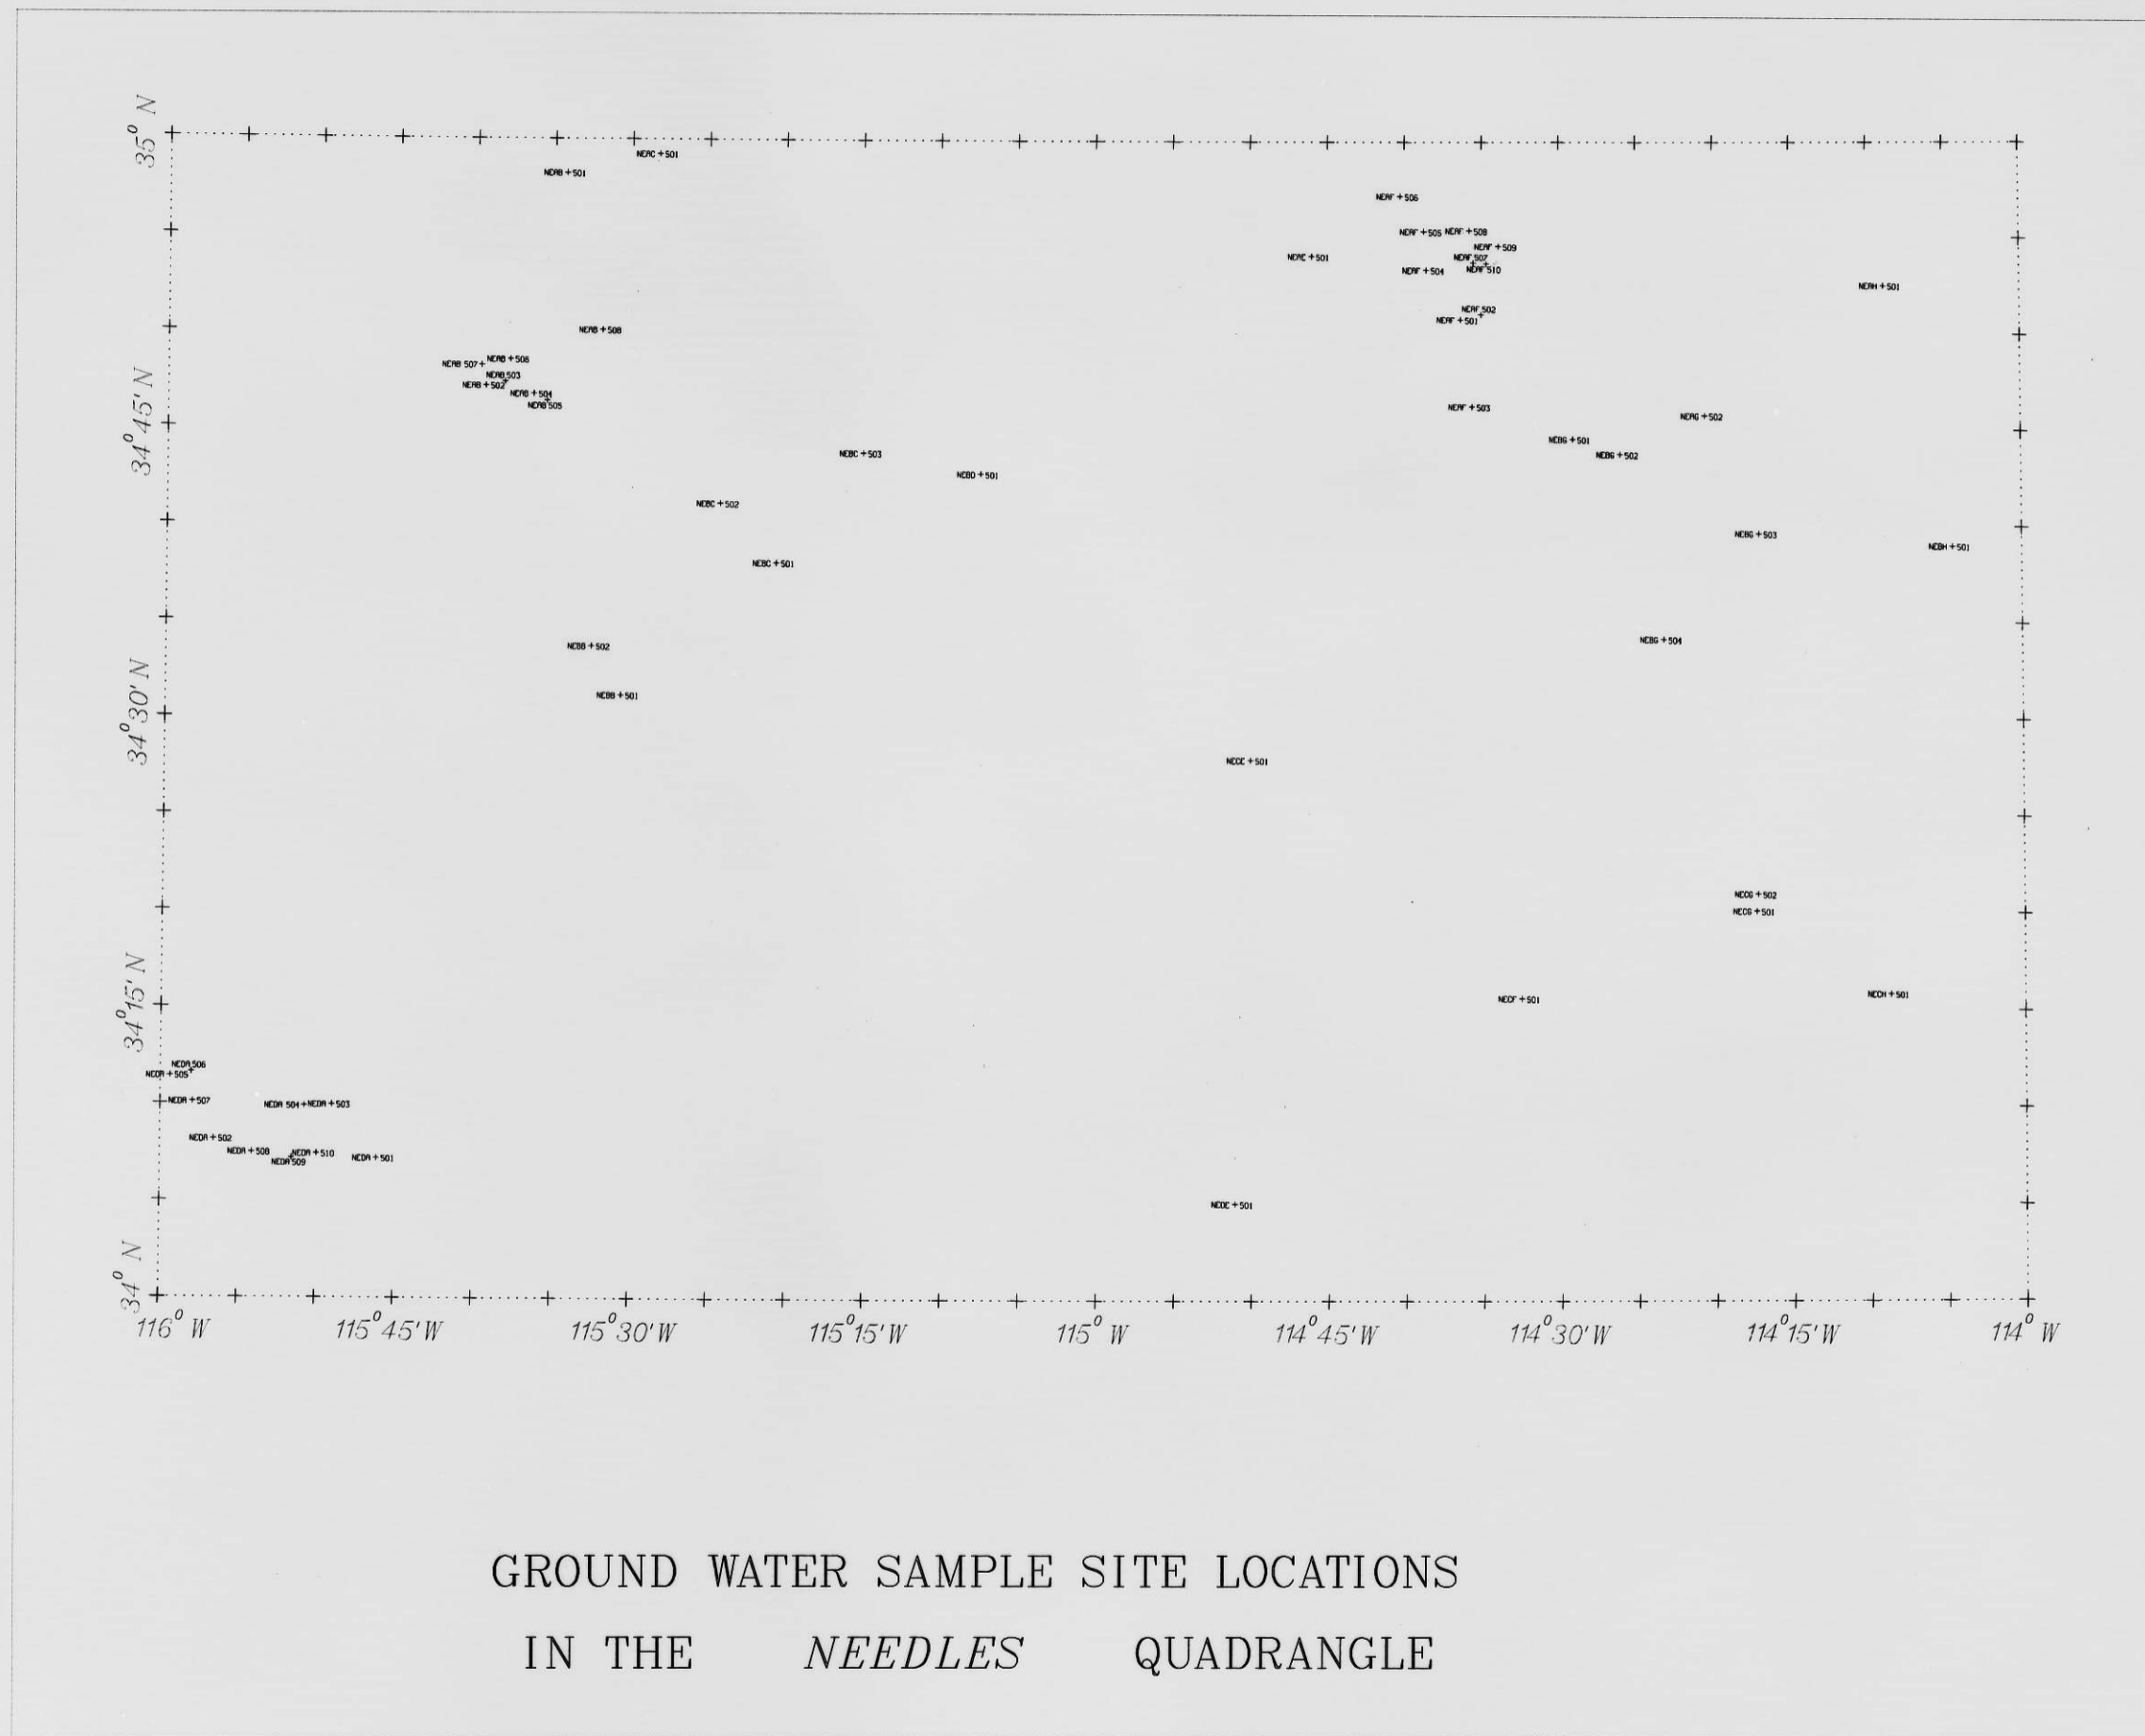 35° N
NEAC +501
NEAB +501
NEAF +506
NEAF +505 NEAF +508
NEAF +509
NEAE +501
NEAF 507
NEAF +504
NEAF 510
NEAH +501
NEAF 502
NEAF +501
NEAB +508
NEAB +506
NEAB 507+
NEAB 503
NEAB +502
NEAB +504
NEAB 505
34°45' N
NEAF +503
NEAG +502
NEBG +501
NEBC +503
NEBG +502
NEBD +501
NEBC +502
NEBG +503
NEBH +501
NEBC +501
NEBG +504
NEBB +502
NEBB +501
34°30' N
NECE +501
NECG +502
NECG +501
NECH +501
NECF +501
34°15' N
NEDA 506
NEDA +505
NEDA +507
NEDA 504+NEDA +503
NEDA +502
NEDA +508
NEDA +510
NEDA +501
NEDA 509
NEDE +501
34° N
116° W 115°45' W 115°30' W 115°15' W 115° W 114°45' W 114°30' W 114°15' W 114° W
GROUND WATER SAMPLE SITE LOCATIONS
IN THE NEEDLES QUADRANGLE